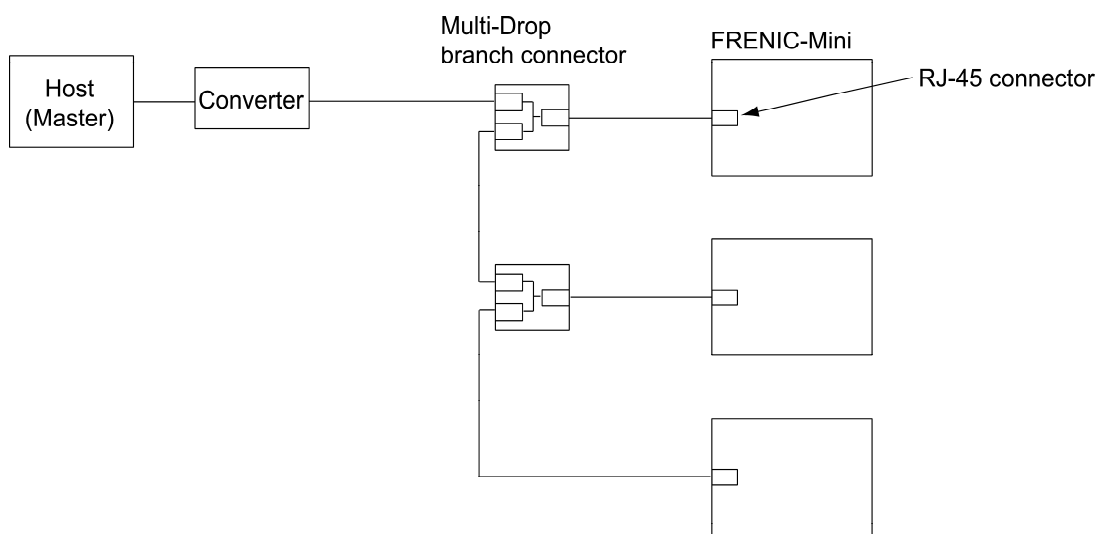 Multi-Drop
branch connector
FRENIC-Mini
RJ-45 connector
Host
(Master)
Converter